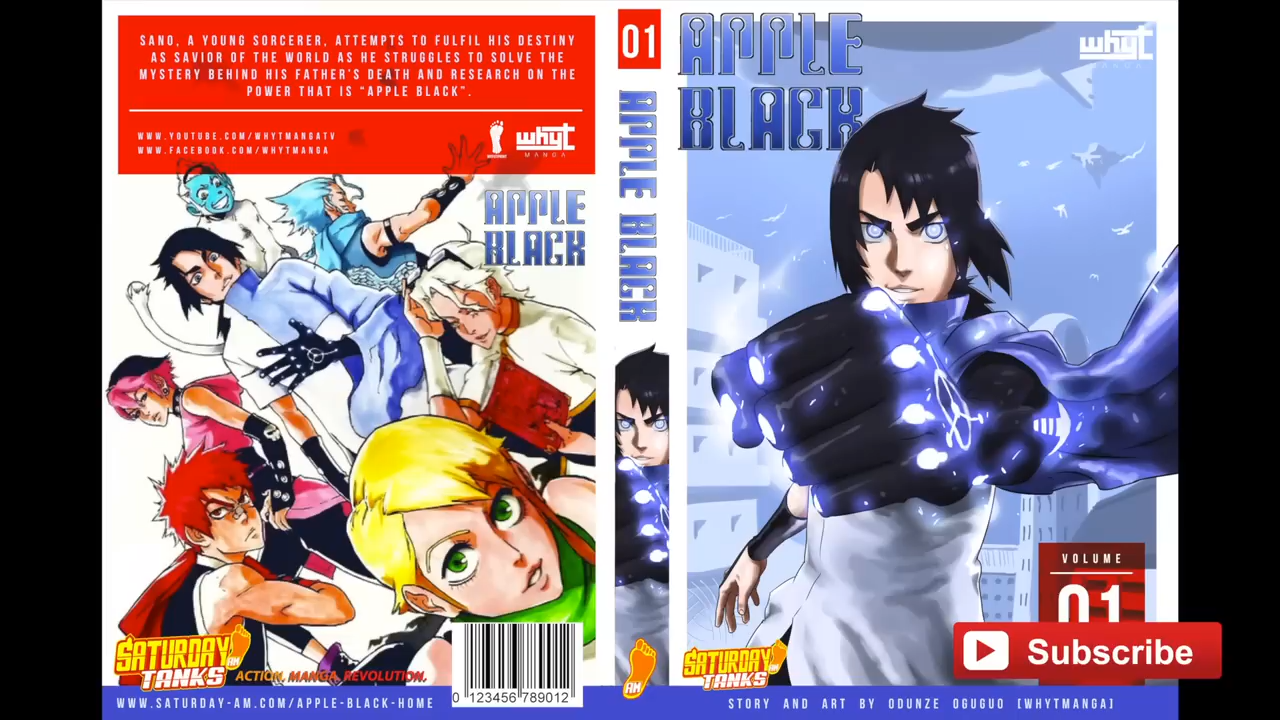 SANO, A YOUNG SORCERER, ATTEMPTS TO FULFIL HIS DESTINY
AS SAVIOR OF THE WORLD AS HE STRUGGLES TO SOLVE THE
MYSTERY BEHIND HIS FATHER'S DEATH AND RESEARCH ON THE
POWER THAT IS "APPLE BLACK".
WWW.YOUTUBE.COM/WHYTMANGATV
WWW.FACEBOOK.COM/WHYTMANGA
whyt
MANGA
APPLE
BLACK
SATURDAY
AM
TANKS
ACTION. MANGA. REVOLUTION.
0 123456 789012
WWW.SATURDAY-AM.COM/APPLE-BLACK-HOME
01
APPLE BLACK
AM
APPLE
BLACK
whyt
MANGA
VOLUME
01
Subscribe
SATURDAY
AM
TANKS
STORY AND ART BY ODUNZE OGUGUO [WHYTMANGA]